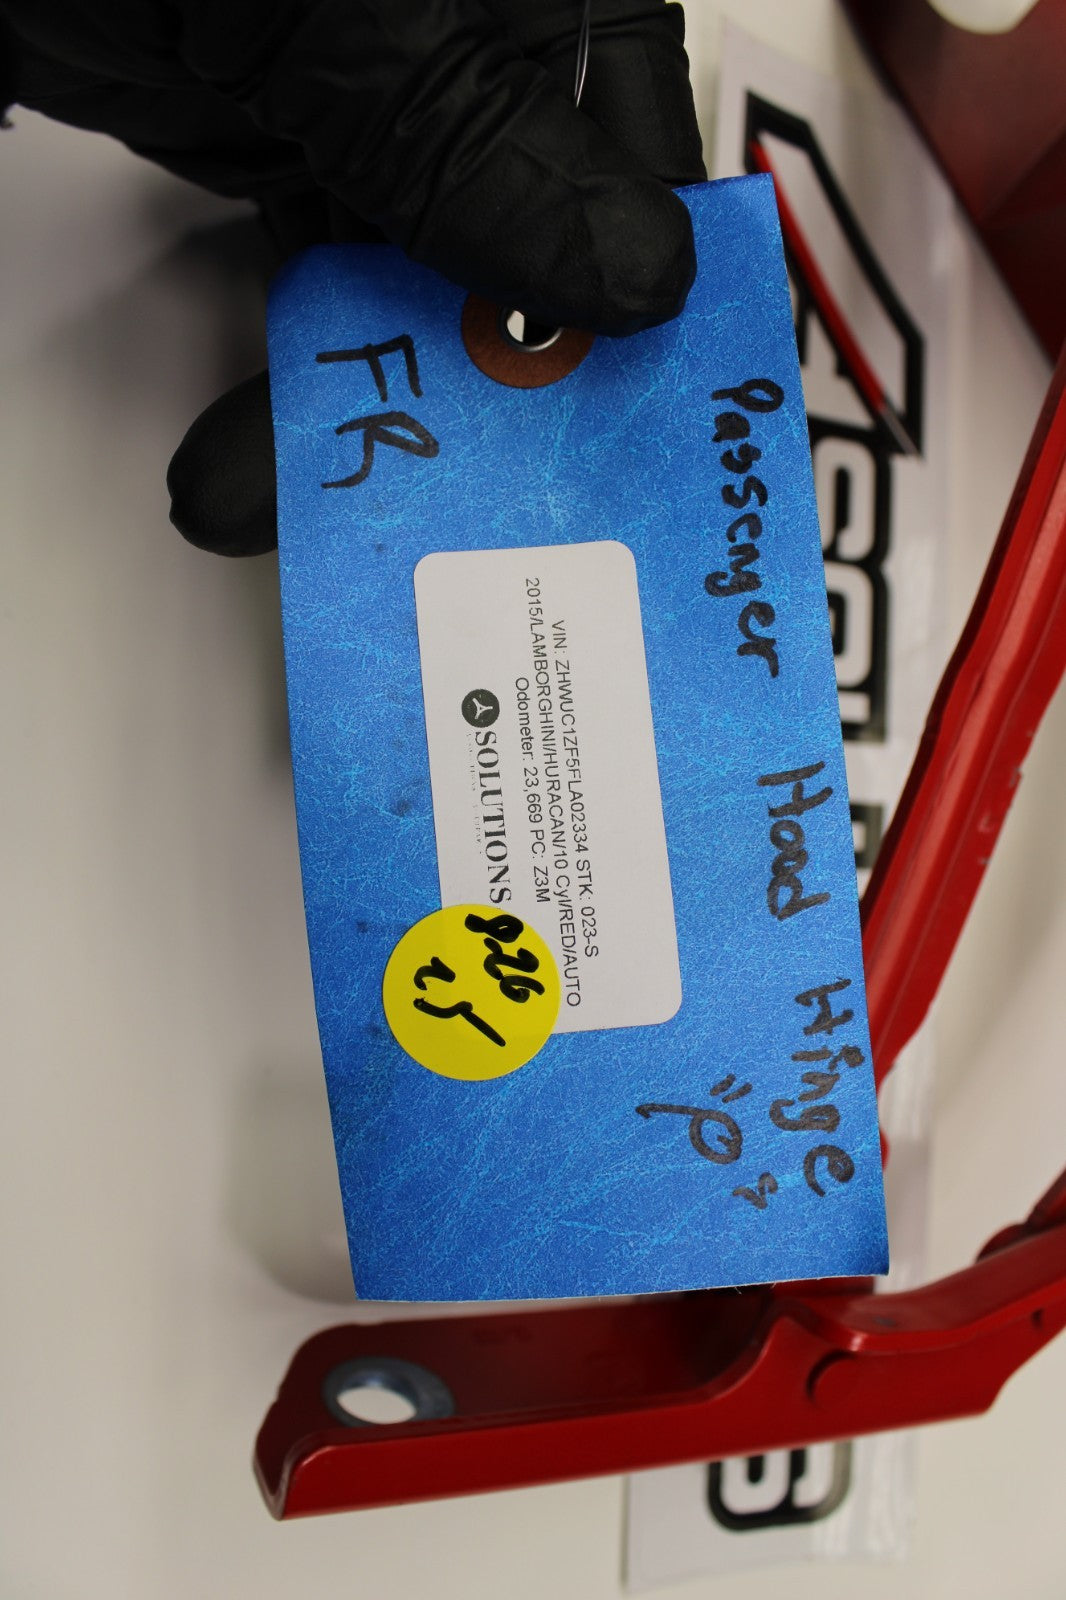 Passenger Hood Hinge
FR
VIN: ZHWUC1ZF5FLA02334 STK: 023-S
2015/LAMBORGHINI/HURACAN/10 Cyl/RED/AUTO
Odometer: 23,669 PC: Z3M
SOLUTIONS
826
25